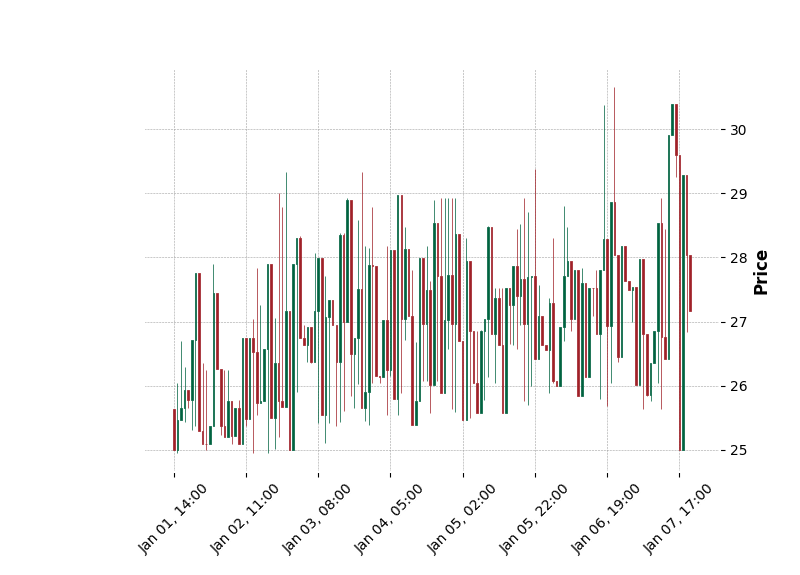 30
29
28
27
26
25
Price
Jan 01, 14:00
Jan 02, 11:00
Jan 03, 08:00
Jan 04, 05:00
Jan 05, 02:00
Jan 05, 22:00
Jan 06, 19:00
Jan 07, 17:00